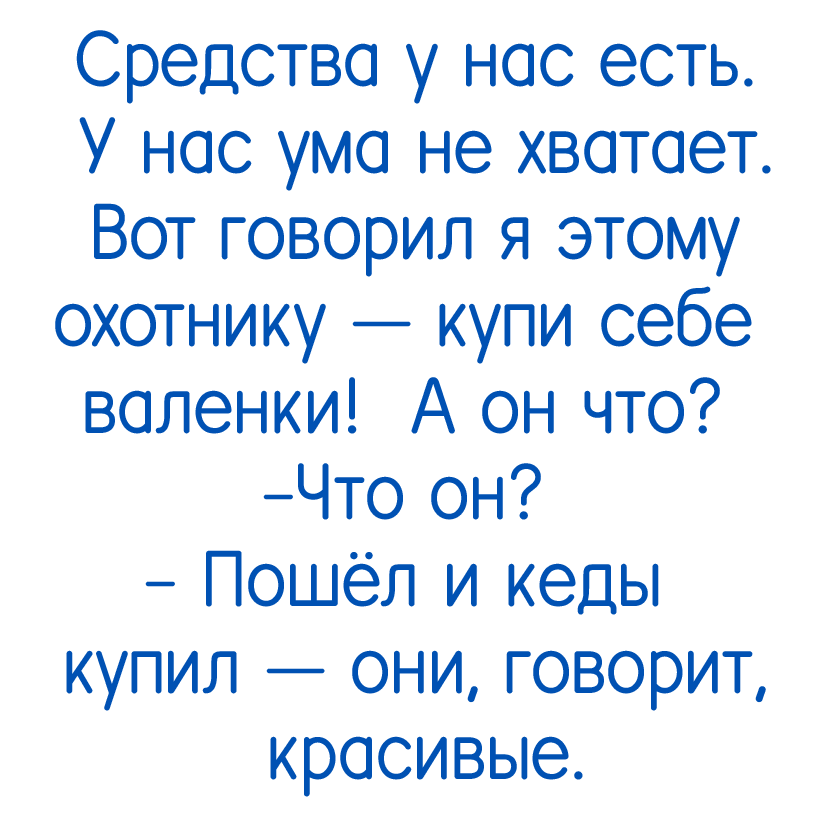 Средства у нас есть.
У нас ума не хватает.
Вот говорил я этому
охотнику — купи себе
валенки! А он что?
-Что он?
- Пошёл и кеды
купил — они, говорит,
красивые.